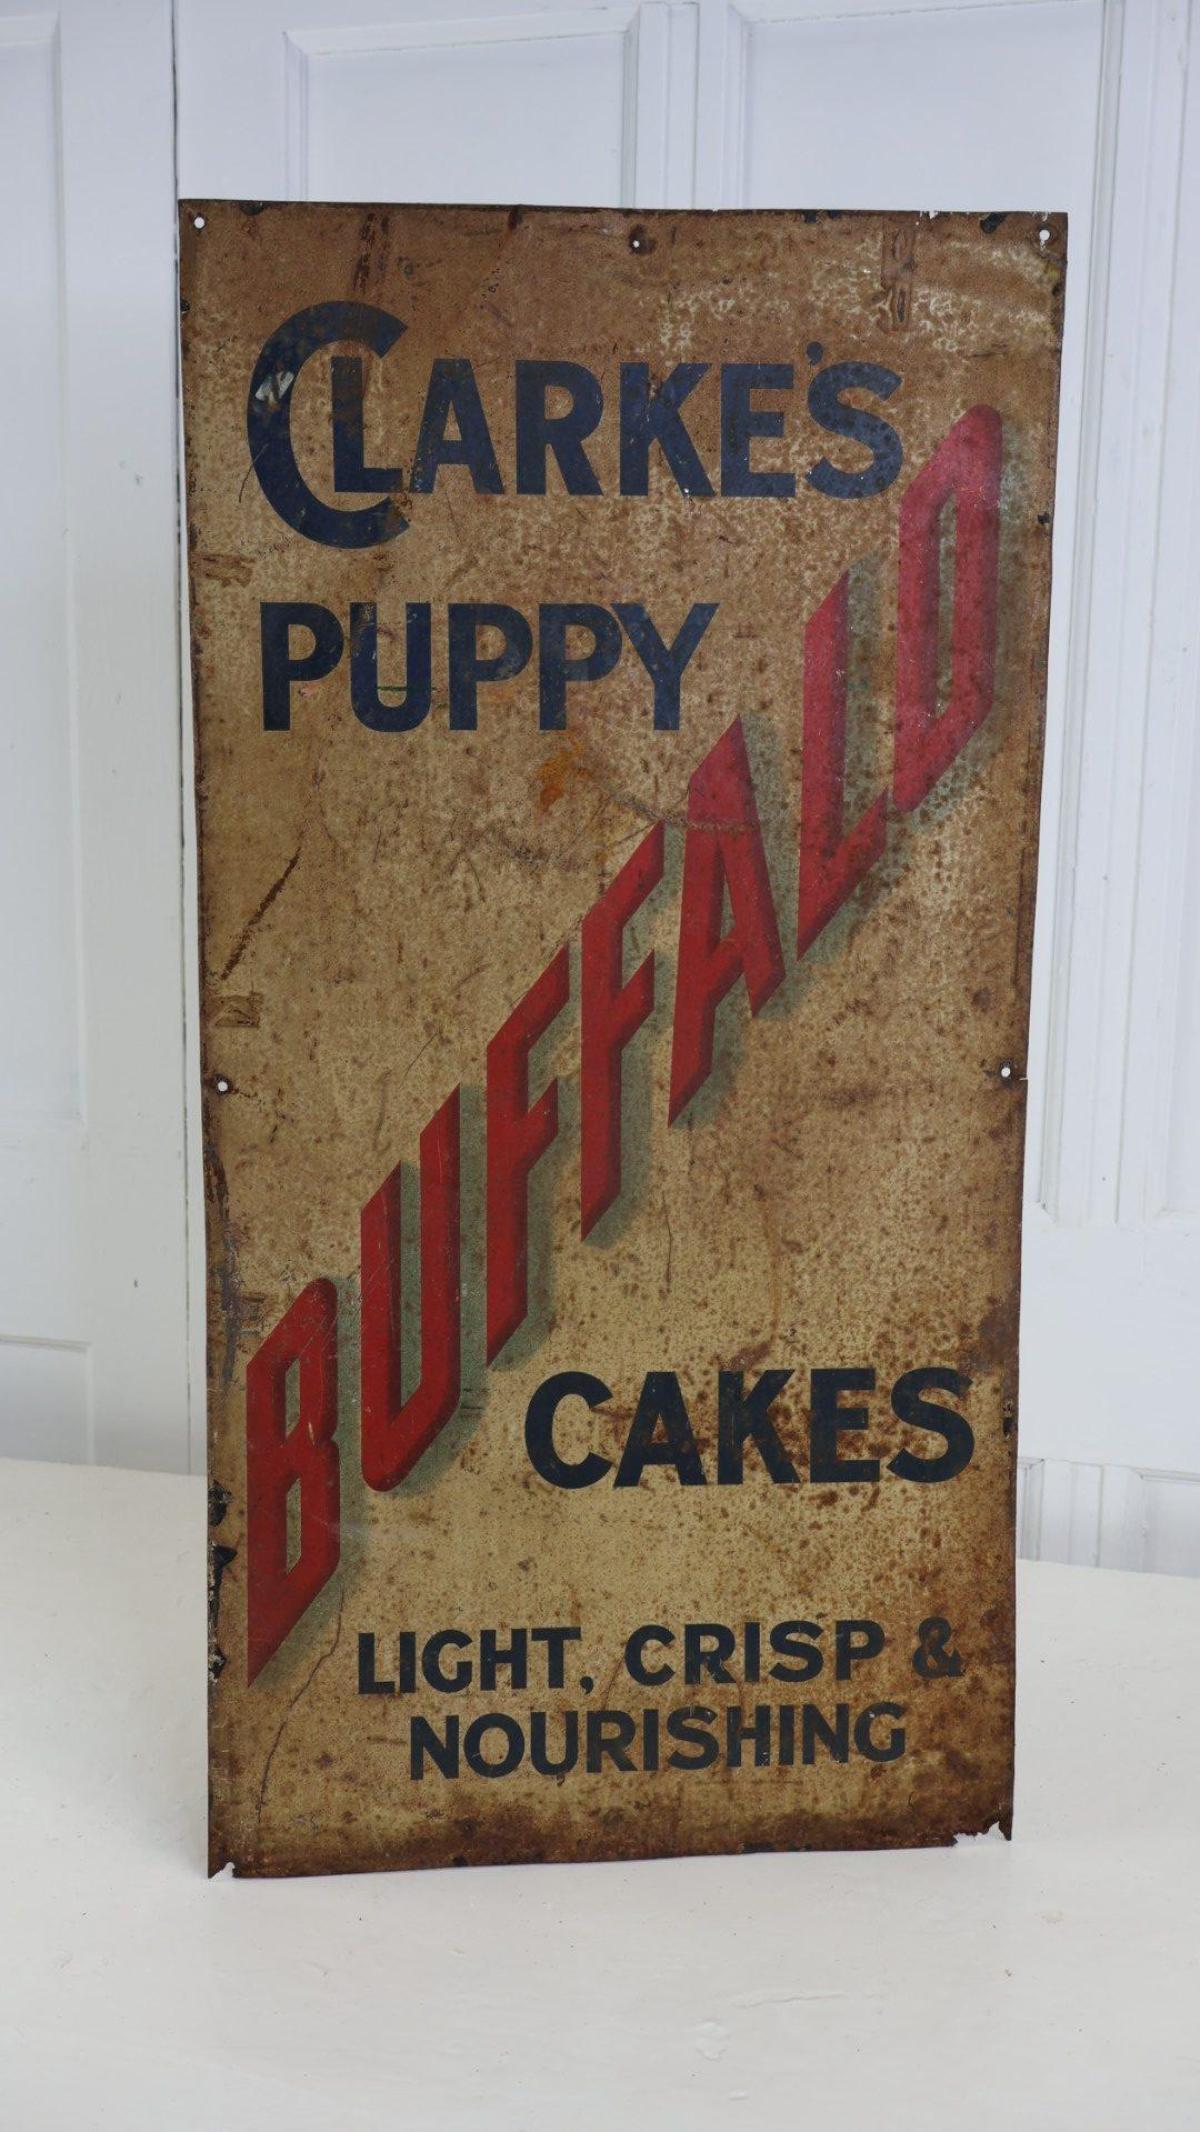 CLARKE'S
PUPPY
BUFFALO
CAKES
LIGHT, CRISP &
NOURISHING